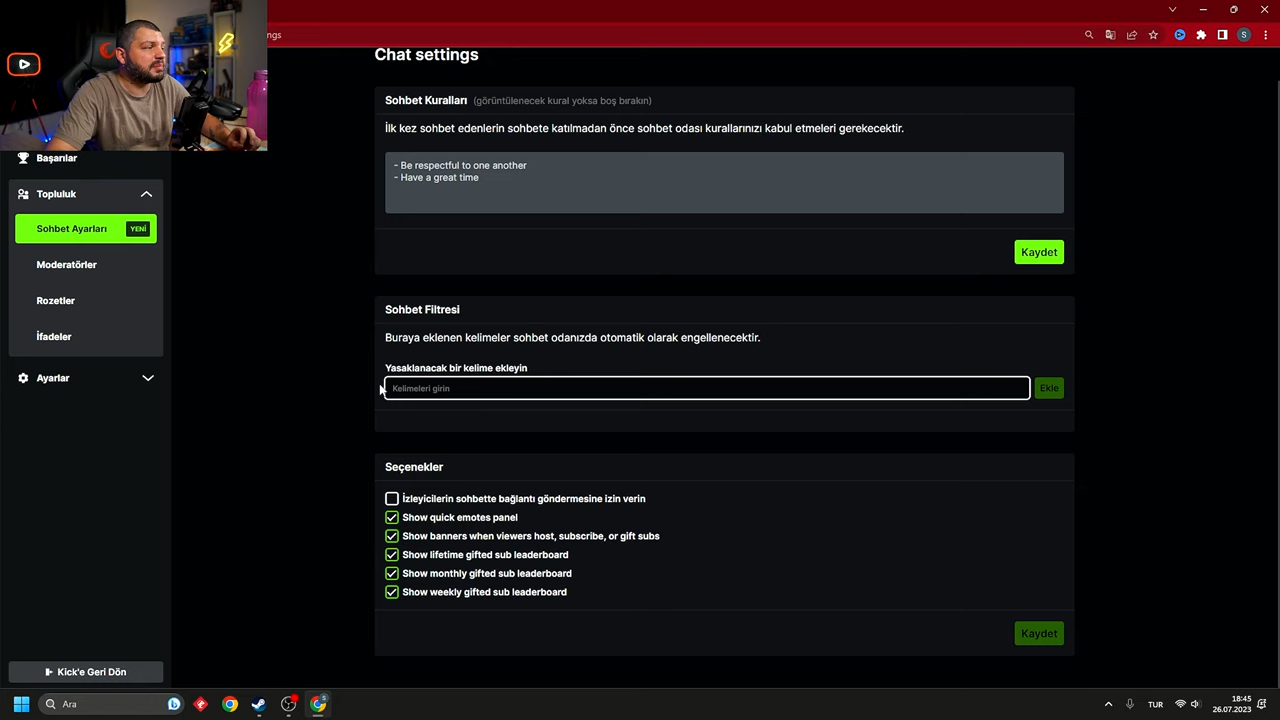 ngs
Chat settings
Sohbet Kuralları (görüntülenecek kural yoksa boş bırakın)
İlk kez sohbet edenlerin sohbete katılmadan önce sohbet odası kurallarınızı kabul etmeleri gerekecektir.
- Be respectful to one another
- Have a great time
Kaydet
Başarılar
Topluluk
Sohbet Ayarları YENİ
Moderatörler
Rozetler
İfadeler
Ayarlar
Sohbet Filtresi
Buraya eklenen kelimeler sohbet odanızda otomatik olarak engellenecektir.
Yasaklanacak bir kelime ekleyin
Kelimeleri girin
Ekle
Seçenekler
İzleyicilerin sohbette bağlantı göndermesine izin verin
Show quick emotes panel
Show banners when viewers host, subscribe, or gift subs
Show lifetime gifted sub leaderboard
Show monthly gifted sub leaderboard
Show weekly gifted sub leaderboard
Kaydet
Kick'e Geri Dön
Ara
TUR
18:45
26.07.2023
S